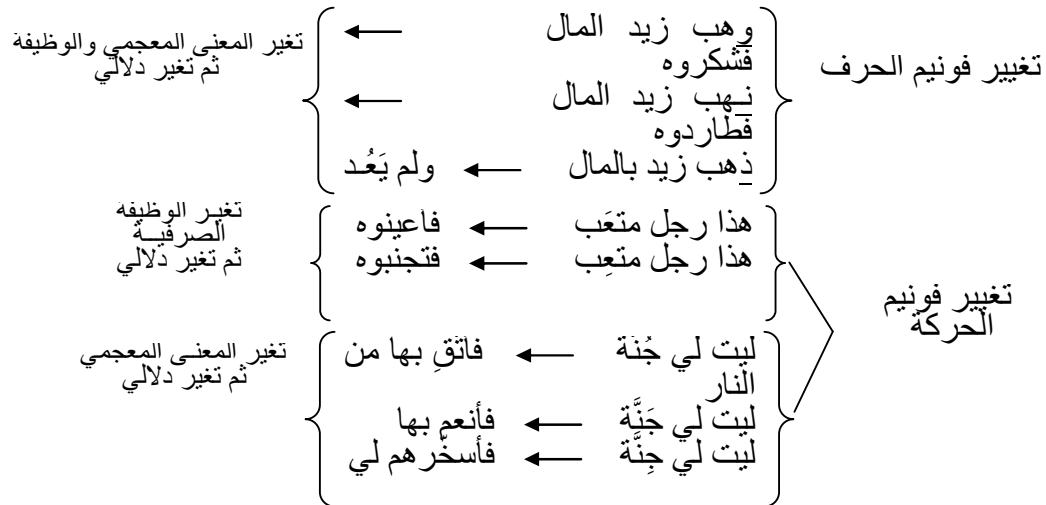 تغيير فونيم الحرف
وهب زيد المال
فشكروه
نهب زيد المال
فطاردوه
ذهب زيد بالمال ولم يَعُد
تغير المعنى المعجمي والوظيفة
ثم تغير دلالي
تغيير فونيم
الحركة
هذا رجل متعَب فأعينوه
هذا رجل متعِب فتجنبوه
تغير الوظيفة
الصرفية
ثم تغير دلالي
ليت لي جُنة فأتقِ بها من
النار
ليت لي جَنَّة فأنعم بها
ليت لي جِنَّة فأسخّرهم لي
تغير المعنى المعجمي
ثم تغير دلالي